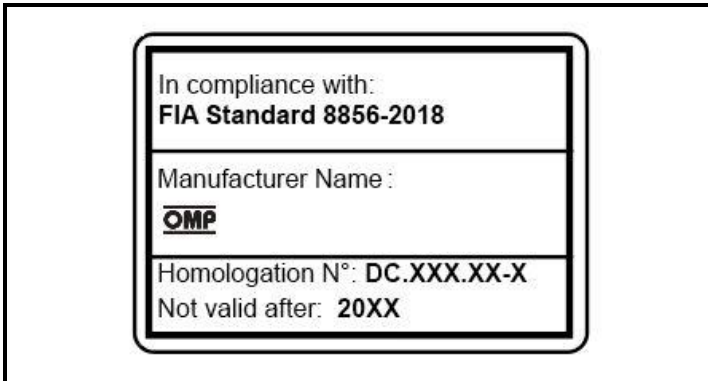 In compliance with:
FIA Standard 8856-2018
Manufacturer Name :
OMP
Homologation N°: DC.XXX.XX-X
Not valid after: 20XX